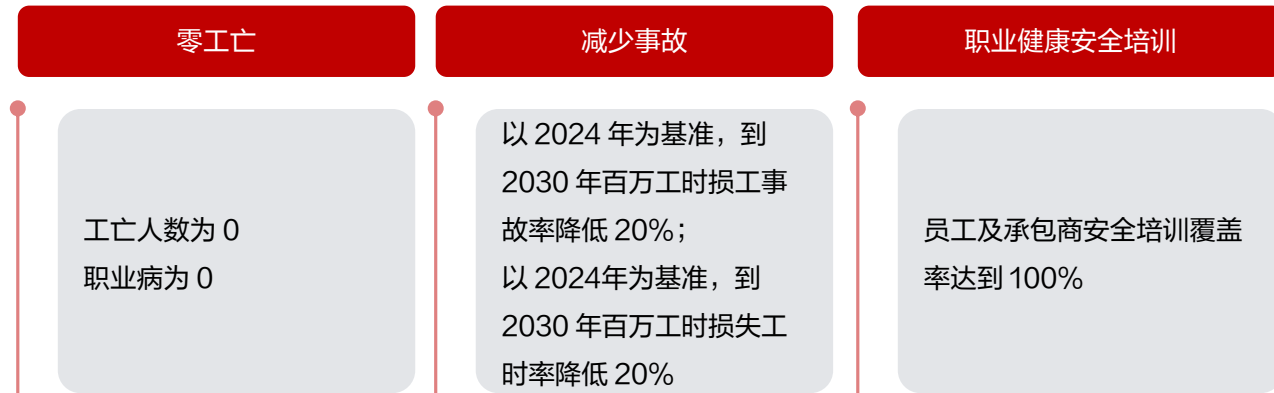 零工亡
工亡人数为 0
职业病为 0
减少事故
以 2024 年为基准，到
2030 年百万工时损工事
故率降低 20%；
以 2024年为基准，到
2030 年百万工时损失工
时率降低 20%
职业健康安全培训
员工及承包商安全培训覆盖
率达到 100%